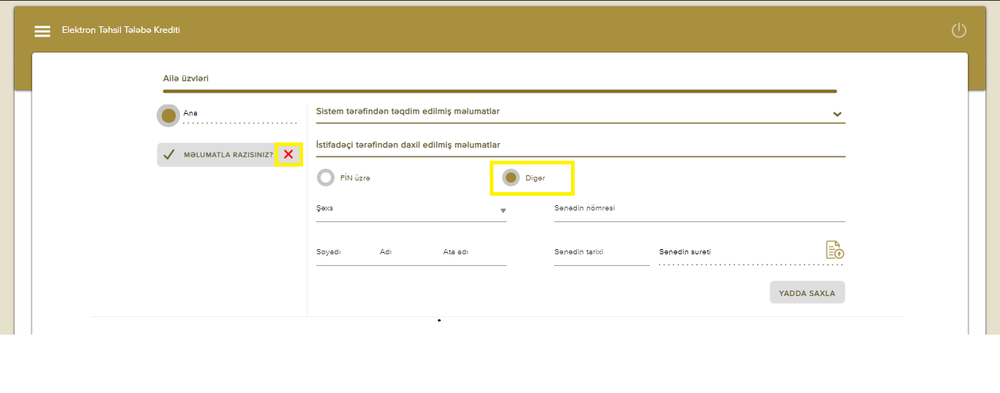 Elektron Təhsil Tələbə Krediti
Ailə üzvləri
Ana
MƏLUMATLA RAZISINIZ?
Sistem tərəfindən təqdim edilmiş məlumatlar
İstifadəçi tərəfindən daxil edilmiş məlumatlar
FİN üzrə Digər
Şəxs Sənədin nömrəsi
Soyadı Adı Ata adı Sənədin tarixi Sənədin surəti
YADDA SAXLA